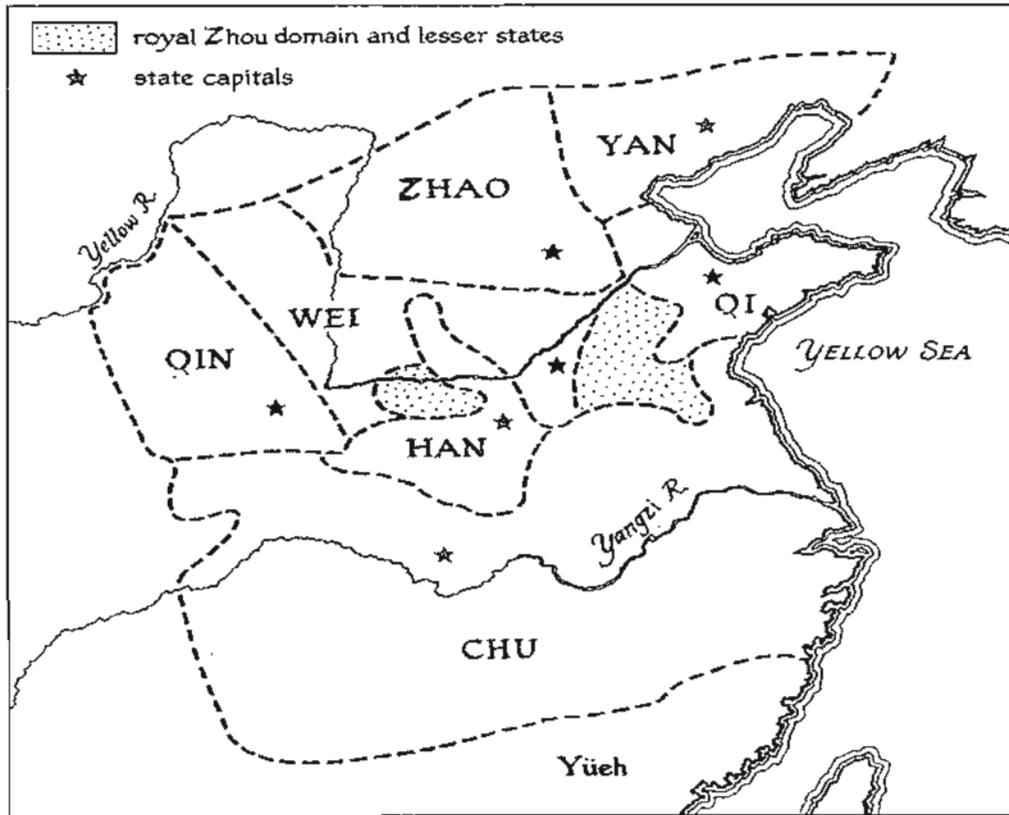 royal Zhou domain and lesser states
state capitals
YAN
ZHAO
Yellow R.
QI
WEI
QIN
YELLOW SEA
HAN
Yangzi R.
CHU
Yüeh